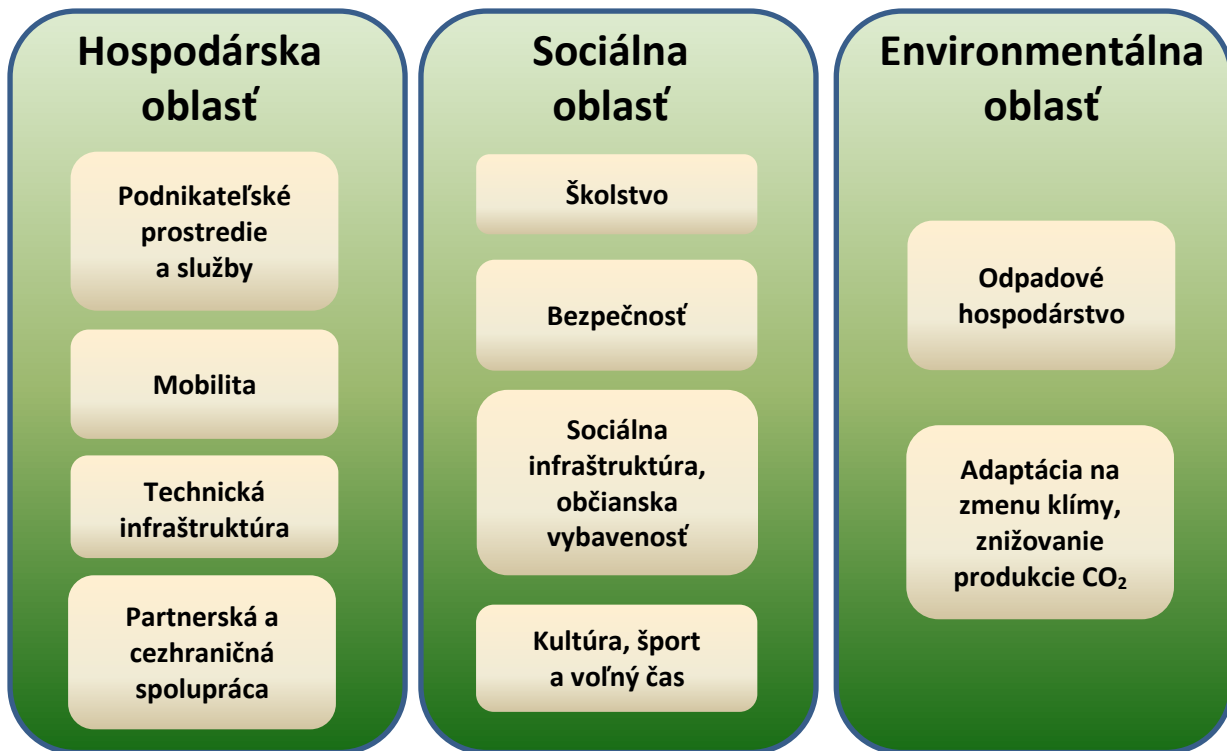 Hospodárska
oblasť
Podnikateľské
prostredie
a služby
Mobilita
Technická
infraštruktúra
Partnerská a
cezhraničná
spolupráca
Sociálna
oblasť
Školstvo
Bezpečnosť
Sociálna
infraštruktúra,
občianska
vybavenosť
Kultúra, šport
a voľný čas
Environmentálna
oblasť
Odpadové
hospodárstvo
Adaptácia na
zmenu klímy,
znižovanie
produkcie CO₂